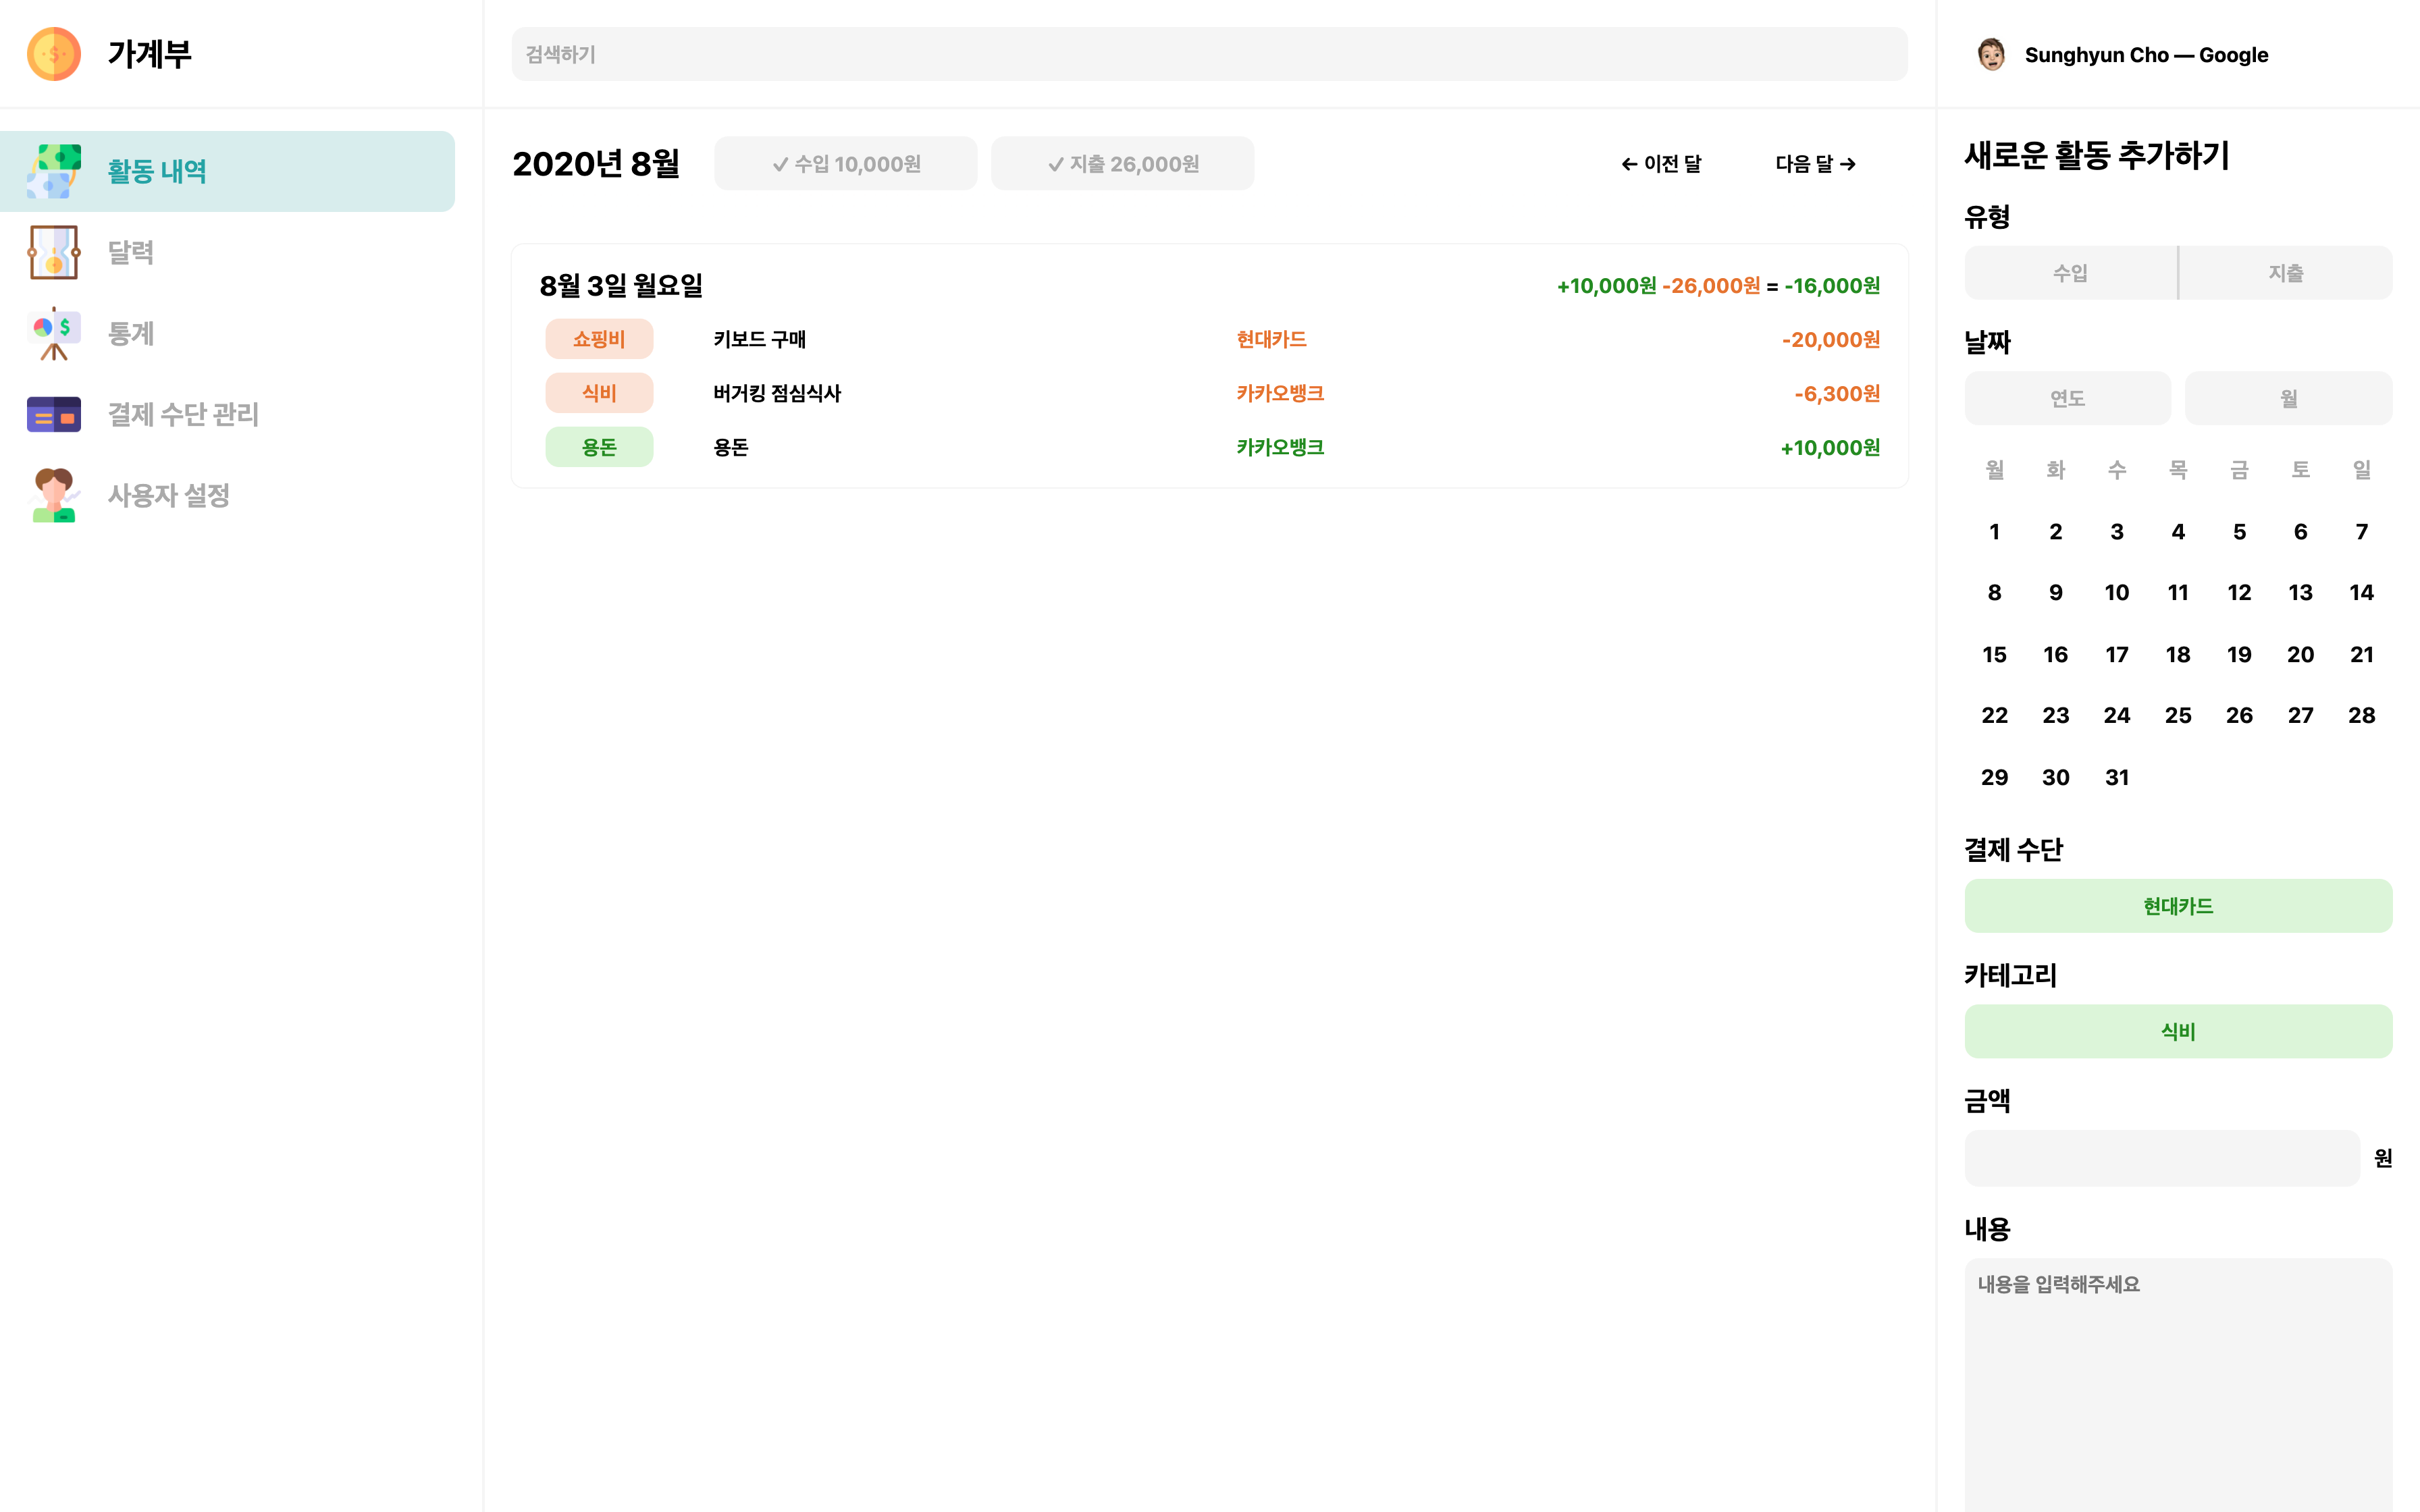 가계부
검색하기
Sunghyun Cho — Google
활동 내역
달력
통계
결제 수단 관리
사용자 설정
2020년 8월
✓ 수입 10,000원
✓ 지출 26,000원
← 이전 달
다음 달 →
8월 3일 월요일
+10,000원 -26,000원 = -16,000원
쇼핑비 키보드 구매 현대카드 -20,000원
식비 버거킹 점심식사 카카오뱅크 -6,300원
용돈 용돈 카카오뱅크 +10,000원
새로운 활동 추가하기
유형
수입 지출
날짜
연도 월
월 화 수 목 금 토 일
1 2 3 4 5 6 7
8 9 10 11 12 13 14
15 16 17 18 19 20 21
22 23 24 25 26 27 28
29 30 31
결제 수단
현대카드
카테고리
식비
금액
원
내용
내용을 입력해주세요